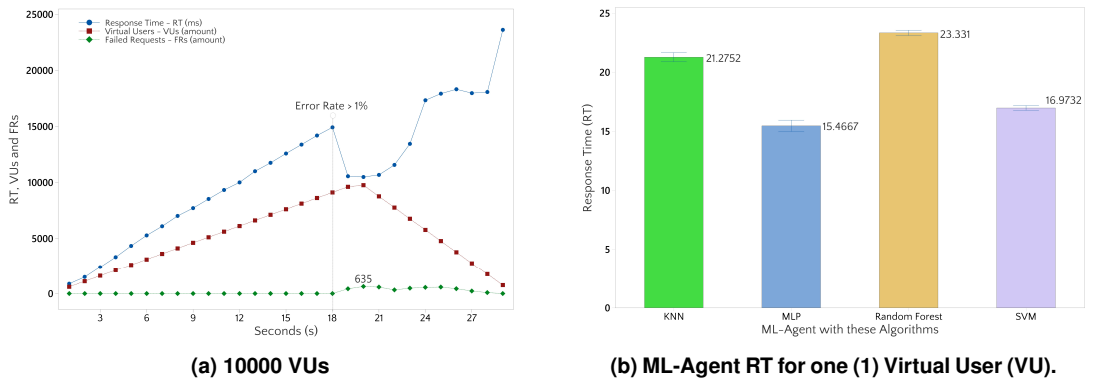 25000
20000
15000
10000
5000
0
RT, VUs and FRs
Response Time – RT (ms)
Virtual Users – VUs (amount)
Failed Requests – FRs (amount)
Error Rate > 1%
635
3 6 9 12 15 18 21 24 27
Seconds (s)
(a) 10000 VUs
25
20
15
10
5
0
Response Time (RT)
21.2752
15.4667
23.331
16.9732
KNN MLP Random Forest SVM
ML-Agent with these Algorithms
(b) ML-Agent RT for one (1) Virtual User (VU).